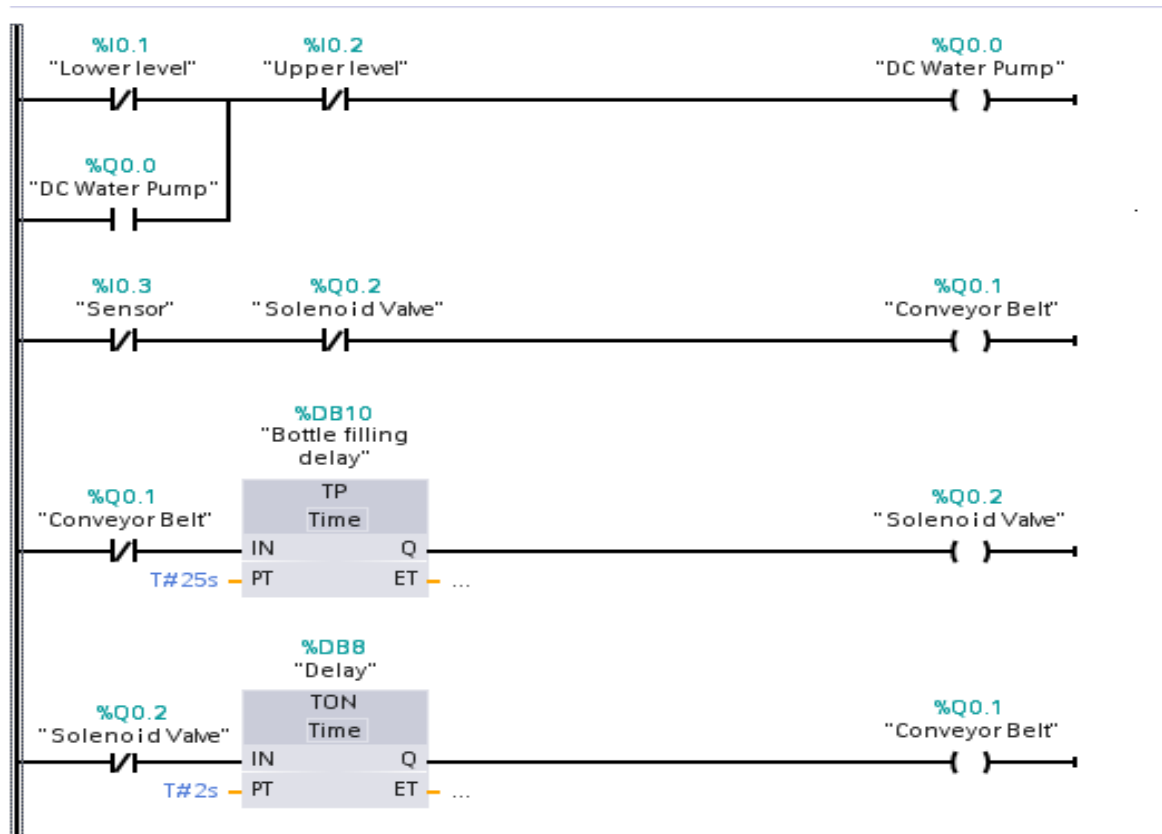 %I0.1
"Lower level"
%I0.2
"Upper level"
%Q0.0
"DC Water Pump"
%Q0.0
"DC Water Pump"
%I0.3
"Sensor"
%Q0.2
"Solenoid Valve"
%Q0.1
"Conveyor Belt"
%DB10
"Bottle filling
delay"
TP
Time
%Q0.1
"Conveyor Belt"
IN
Q
T#25s
PT
ET
...
%Q0.2
"Solenoid Valve"
%DB8
"Delay"
TON
Time
%Q0.2
"Solenoid Valve"
IN
Q
T#2s
PT
ET
...
%Q0.1
"Conveyor Belt"